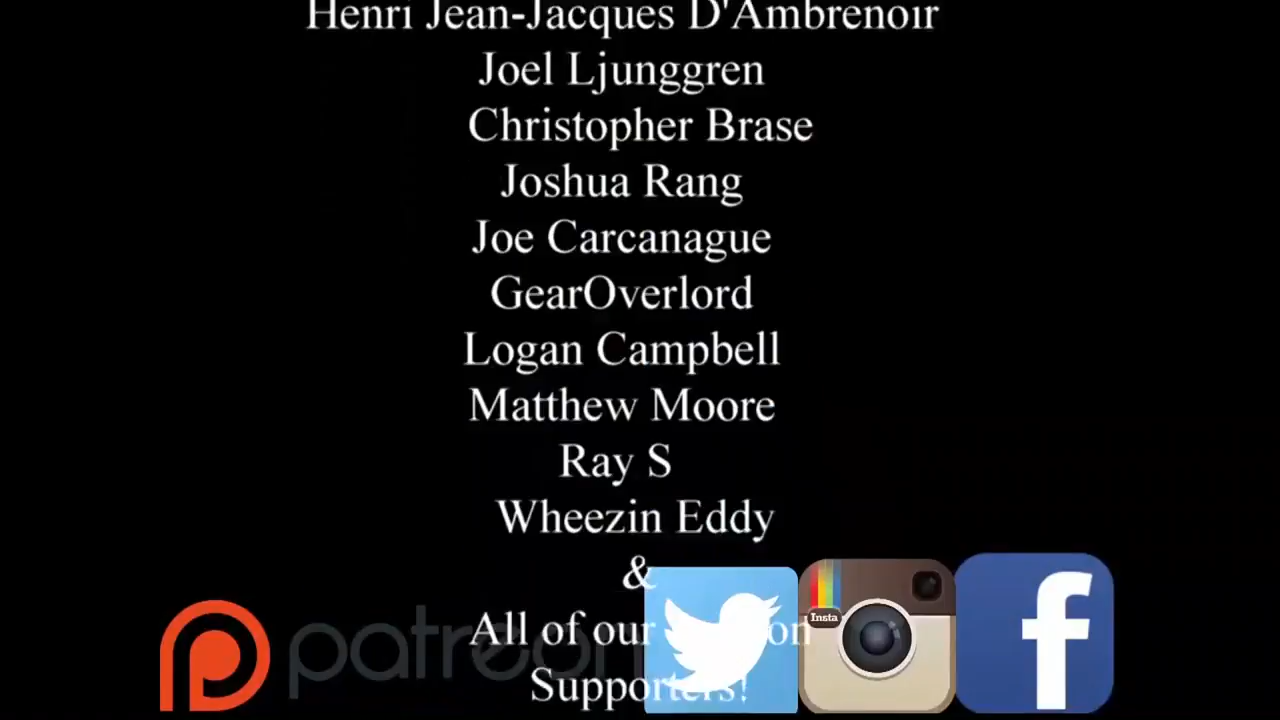 Henri Jean-Jacques D'Ambrenoir
Joel Ljunggren
Christopher Brase
Joshua Rang
Joe Carcanague
GearOverlord
Logan Campbell
Matthew Moore
Ray S
Wheezin Eddy
&
All of our
Supporters!
patreon
Insta
f